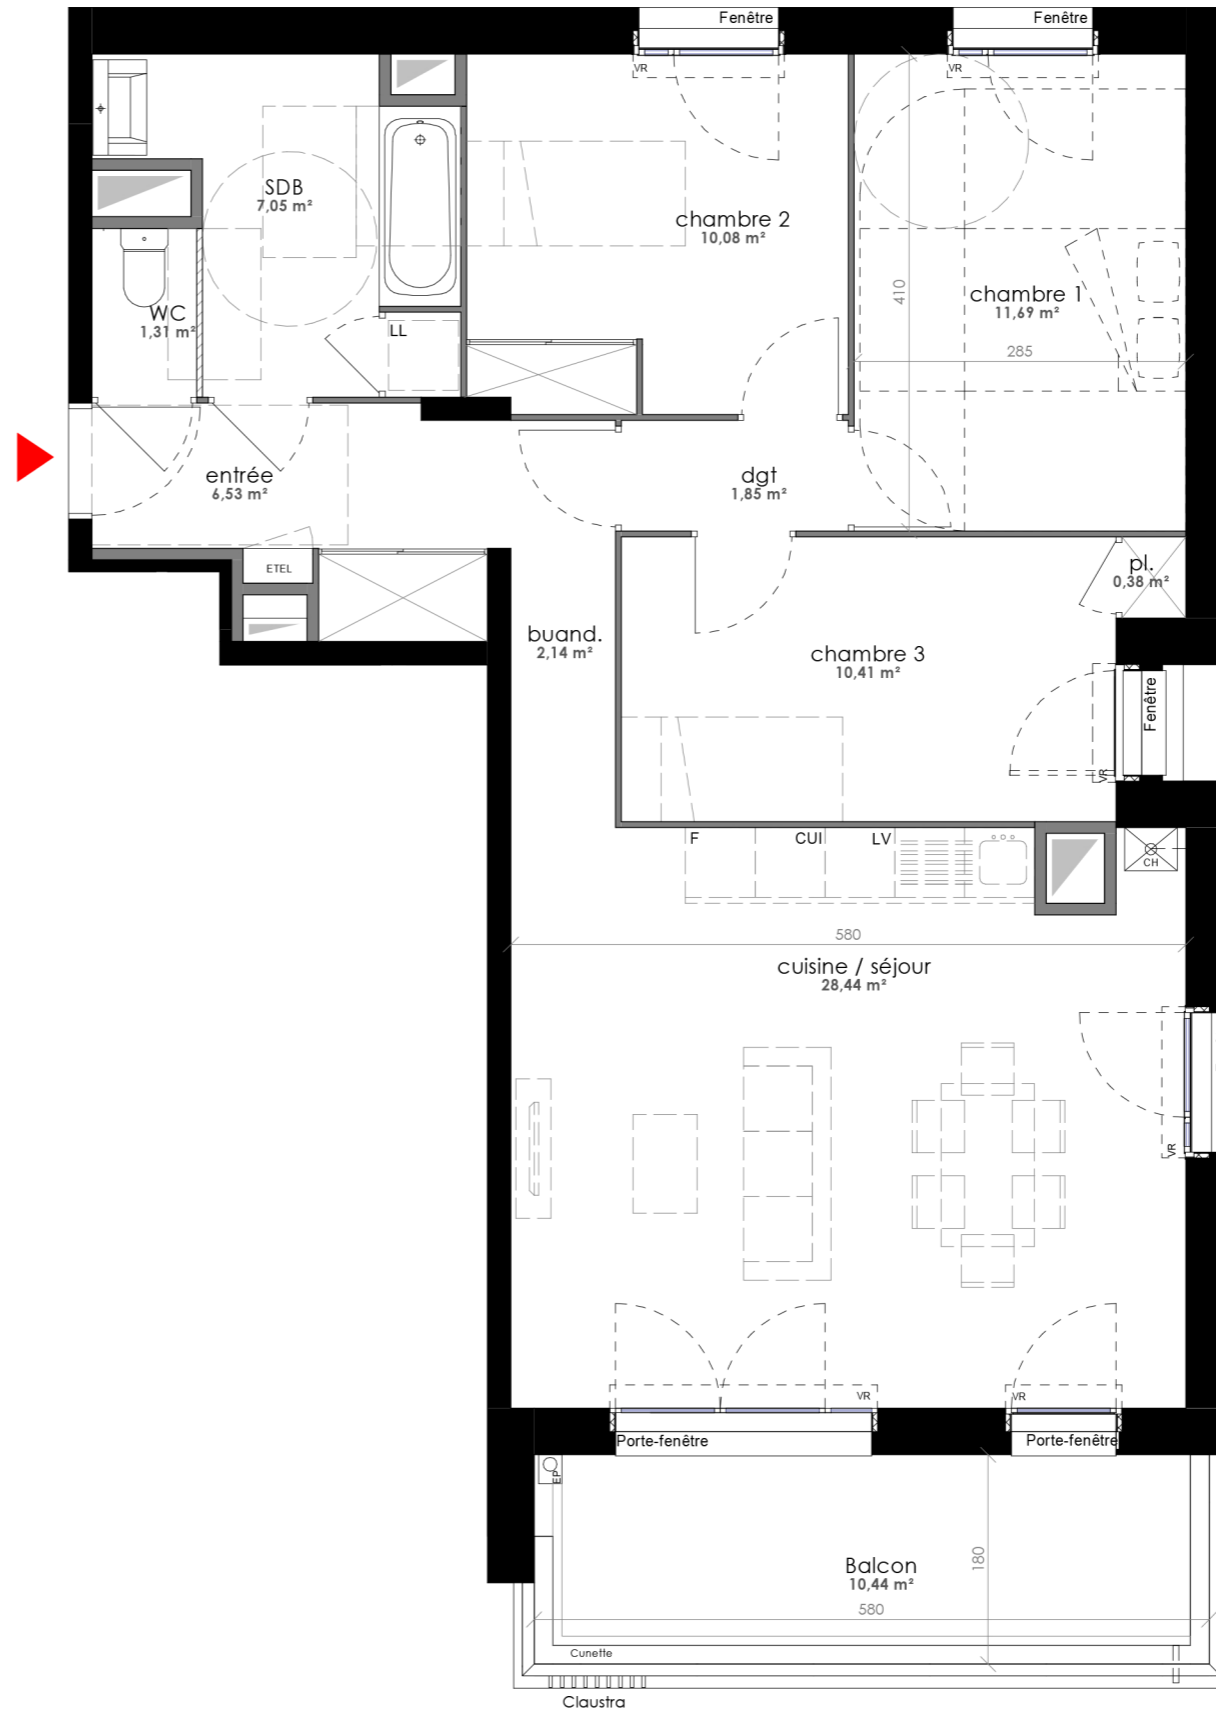 Fenêtre
Fenêtre
VR
VR
SDB
7,05 m²
chambre 2
10,08 m²
410
chambre 1
11,69 m²
WC
1,31 m²
LL
285
entrée
6,53 m²
dgt
1,85 m²
ETEL
pl.
0,38 m²
buand.
2,14 m²
chambre 3
10,41 m²
Fenêtre
VR
F
CUI
LV
CH
580
cuisine / séjour
28,44 m²
VR
VR
VR
Porte-fenêtre
Porte-fenêtre
EP
Balcon
10,44 m²
180
580
Cunette
Claustra